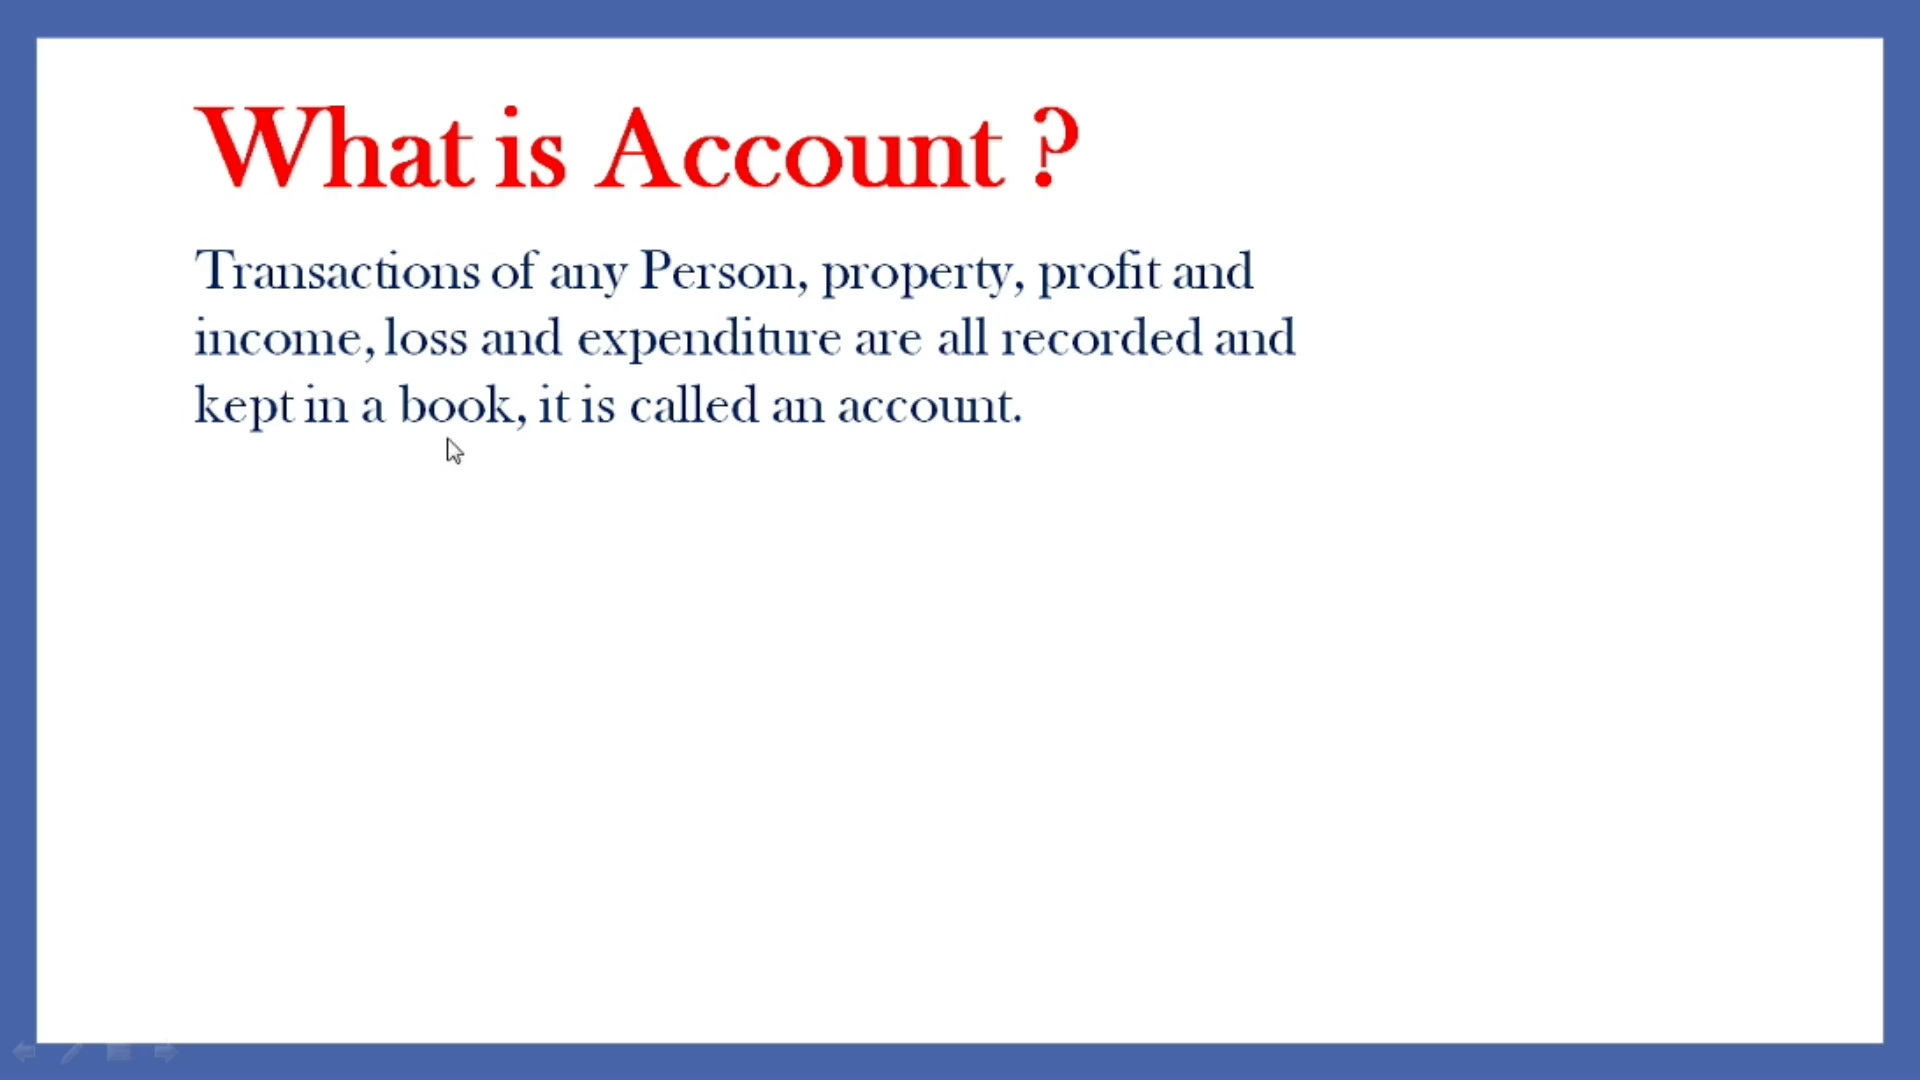 What is Account ?
Transactions of any Person, property, profit and
income, loss and expenditure are all recorded and
kept in a book, it is called an account.